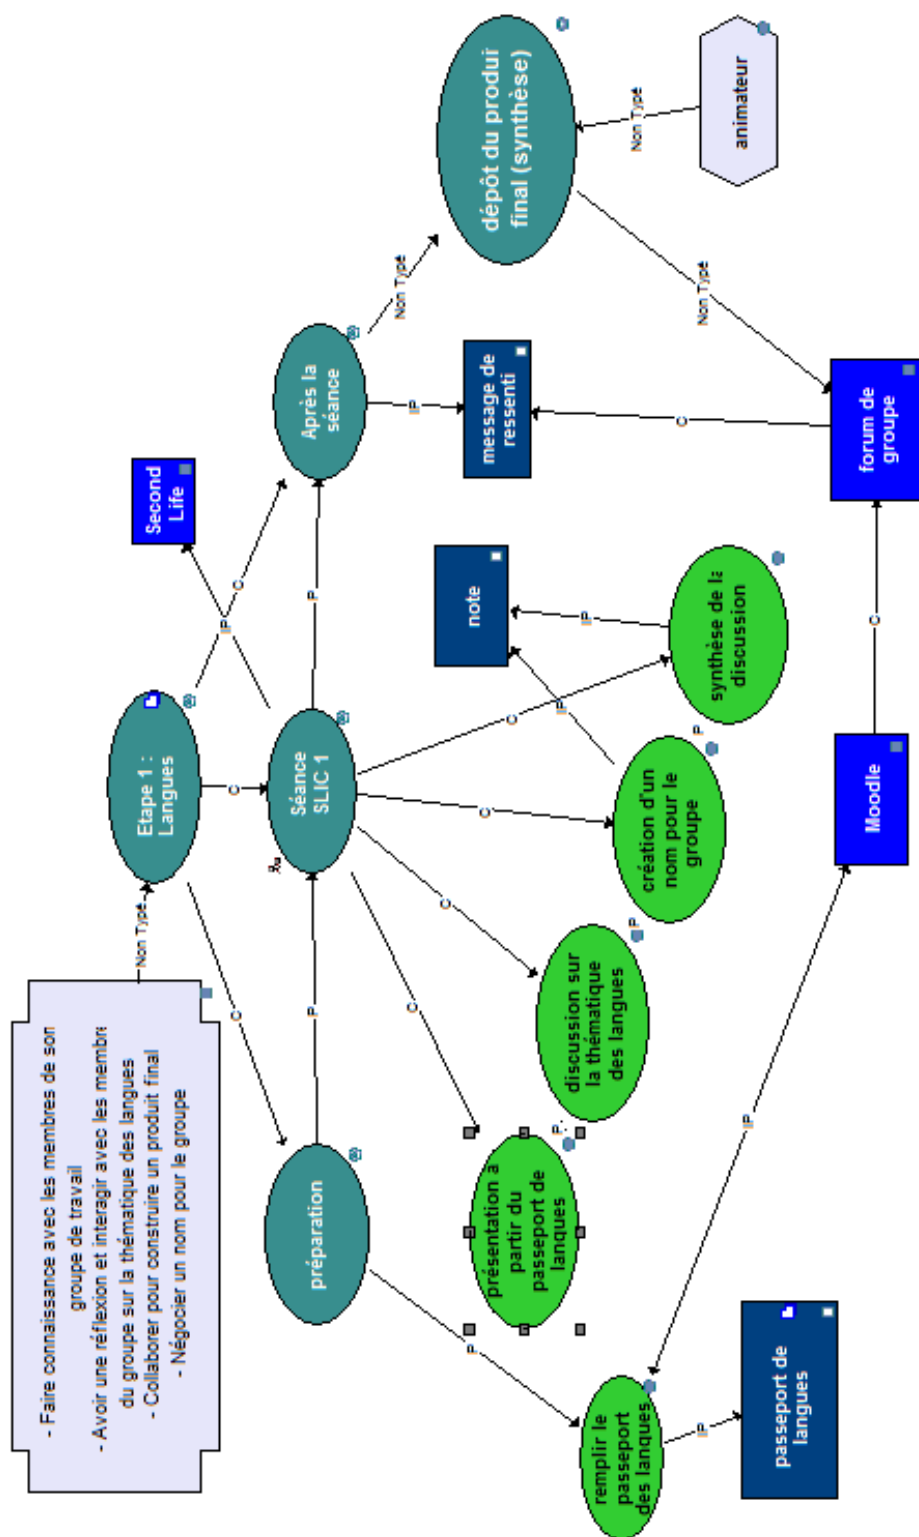 - Faire connaissance avec les membres de son
groupe de travail
- Avoir une réflexion et interagir avec les membre
du groupe sur la thématique des langues
- Collaborer pour construire un produit final
- Négocier un nom pour le groupe
Non Typé
Etape 1 :
Langues
Second
Life
C
C
C
IP
préparation
P
Séance
SLIC 1
P
Après la
séance
Non Typé
dépôt du produi
final (synthèse)
P
C
C
C
C
IP
message de
ressenti
Non Typé
animateur
présentation à
partir du
passeport de
langues
P
discussion sur
la thématique
des langues
P
création d'un
nom pour le
groupe
P
synthèse de la
discussion
IP
IP
note
C
Non Typé
remplir le
passeport
des langues
IP
passeport de
langues
IP
Moodle
C
forum de
groupe